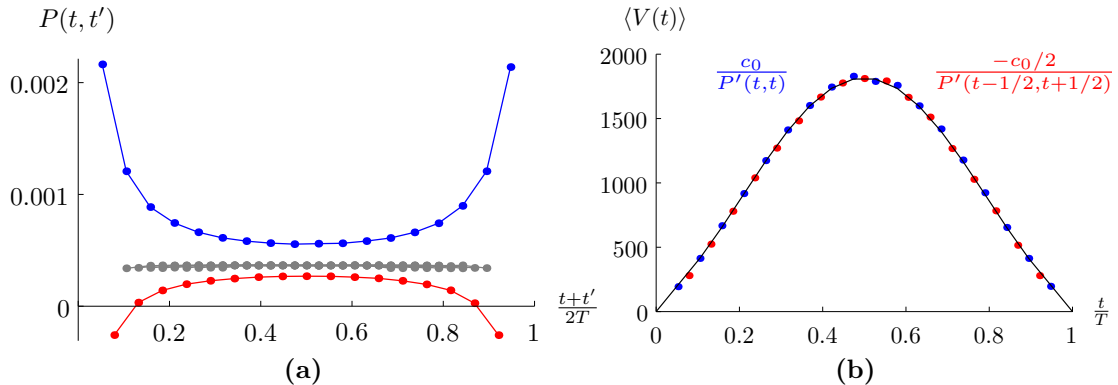 P(t, t′)
0.002
0.001
0
0.2
0.4
0.6
0.8
1
t+t′
2T
(a)
⟨V(t)⟩
2000
1500
1000
500
0
c₀
P′(t,t)
−c₀/2
P′(t−1/2,t+1/2)
0
0.2
0.4
0.6
0.8
1
t
T
(b)